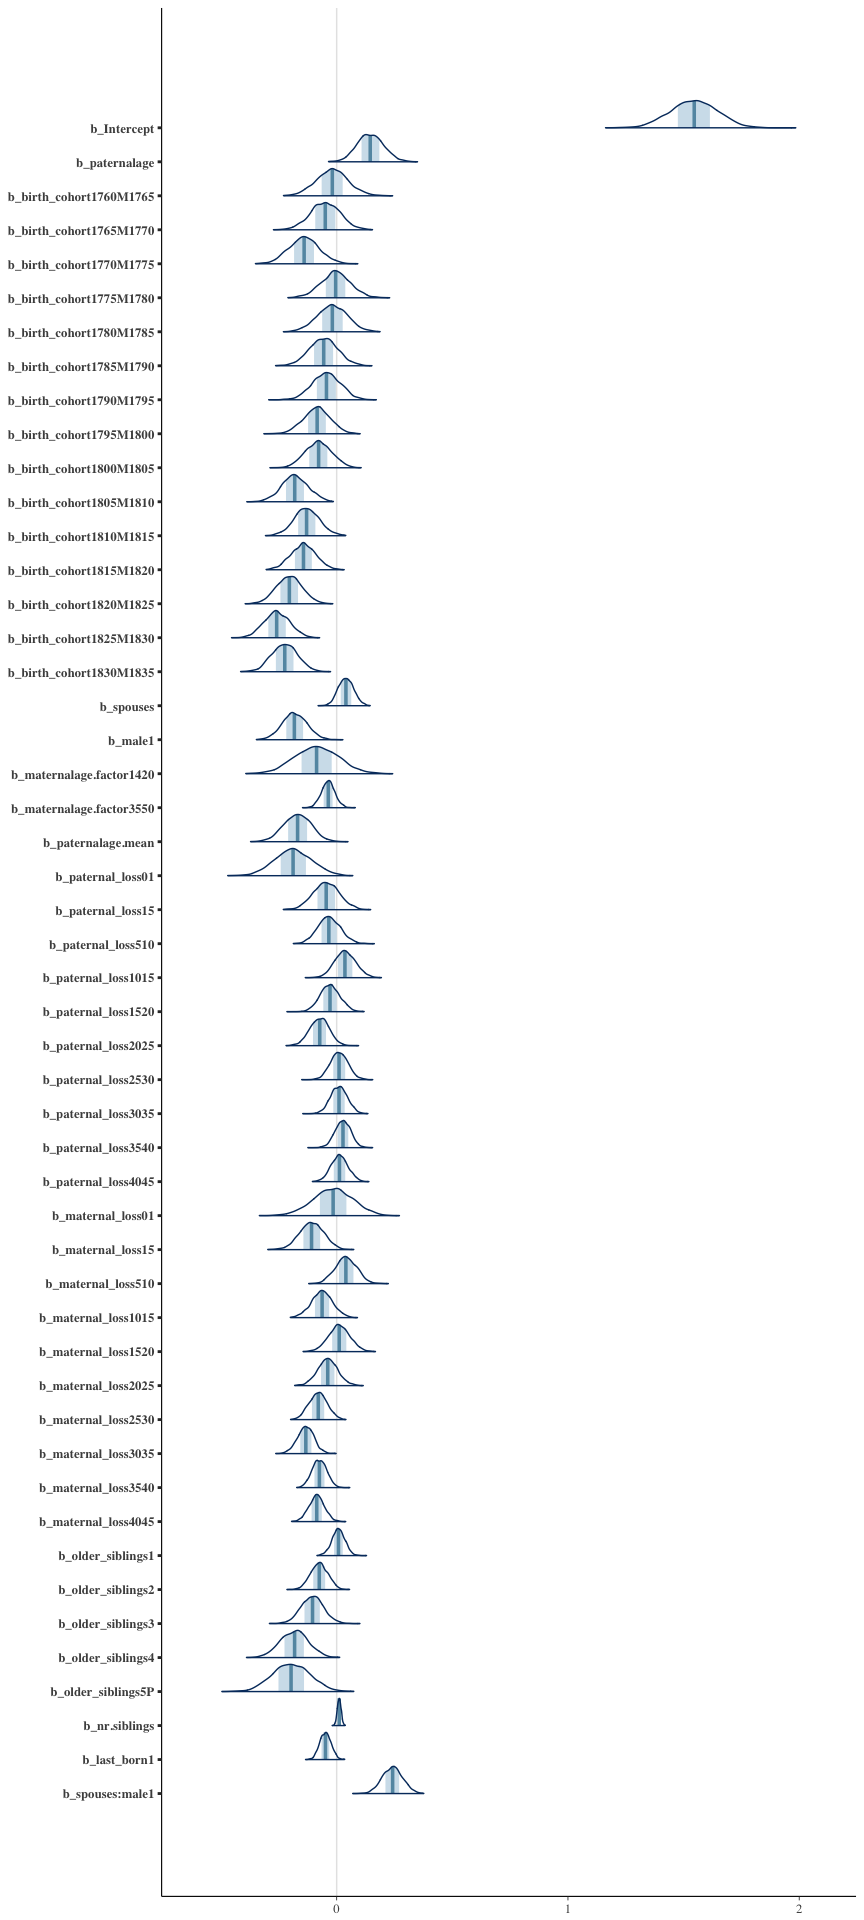 b_Intercept
b_paternalage
b_birth_cohort1760M1765
b_birth_cohort1765M1770
b_birth_cohort1770M1775
b_birth_cohort1775M1780
b_birth_cohort1780M1785
b_birth_cohort1785M1790
b_birth_cohort1790M1795
b_birth_cohort1795M1800
b_birth_cohort1800M1805
b_birth_cohort1805M1810
b_birth_cohort1810M1815
b_birth_cohort1815M1820
b_birth_cohort1820M1825
b_birth_cohort1825M1830
b_birth_cohort1830M1835
b_spouses
b_male1
b_maternalage.factor1420
b_maternalage.factor3550
b_paternalage.mean
b_paternal_loss01
b_paternal_loss15
b_paternal_loss510
b_paternal_loss1015
b_paternal_loss1520
b_paternal_loss2025
b_paternal_loss2530
b_paternal_loss3035
b_paternal_loss3540
b_paternal_loss4045
b_maternal_loss01
b_maternal_loss15
b_maternal_loss510
b_maternal_loss1015
b_maternal_loss1520
b_maternal_loss2025
b_maternal_loss2530
b_maternal_loss3035
b_maternal_loss3540
b_maternal_loss4045
b_older_siblings1
b_older_siblings2
b_older_siblings3
b_older_siblings4
b_older_siblings5P
b_nr.siblings
b_last_born1
b_spouses:male1
0 1 2